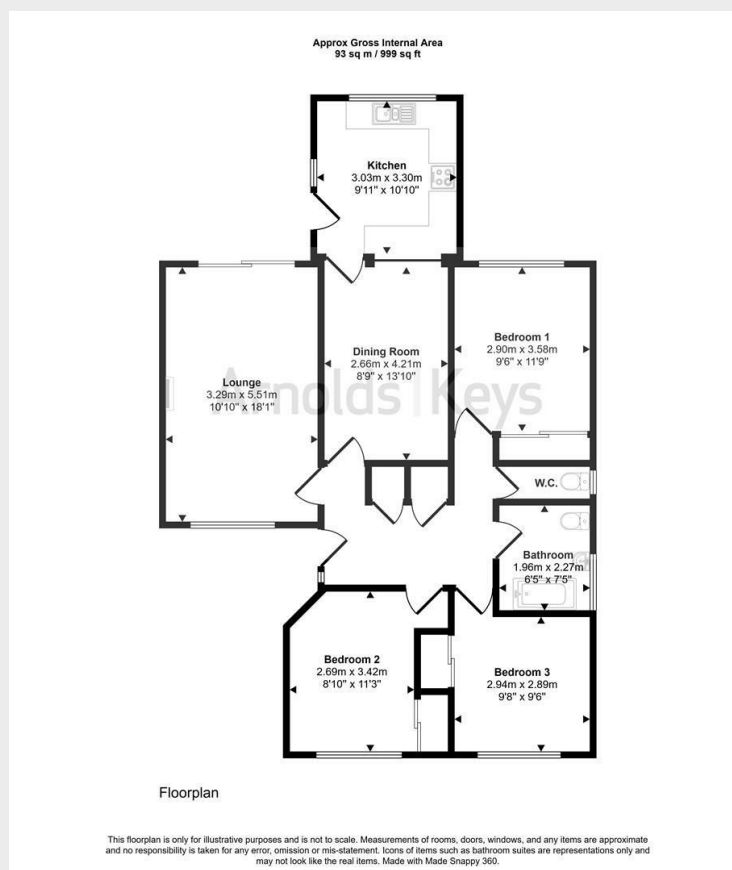 Approx Gross Internal Area
93 sq m / 999 sq ft
Kitchen
3.03m x 3.30m
9'11" x 10'10"
Lounge
3.29m x 5.51m
10'10" x 18'1"
Dining Room
2.66m x 4.21m
8'9" x 13'10"
Bedroom 1
2.90m x 3.58m
9'6" x 11'9"
Arnolds | Keys
W.C.
Bathroom
1.96m x 2.27m
6'5" x 7'5"
Bedroom 2
2.69m x 3.42m
8'10" x 11'3"
Bedroom 3
2.94m x 2.89m
9'8" x 9'6"
Floorplan
This floorplan is only for illustrative purposes and is not to scale. Measurements of rooms, doors, windows, and any items are approximate
and no responsibility is taken for any error, omission or mis-statement. Icons of items such as bathroom suites are representations only and
may not look like the real items. Made with Made Snappy 360.